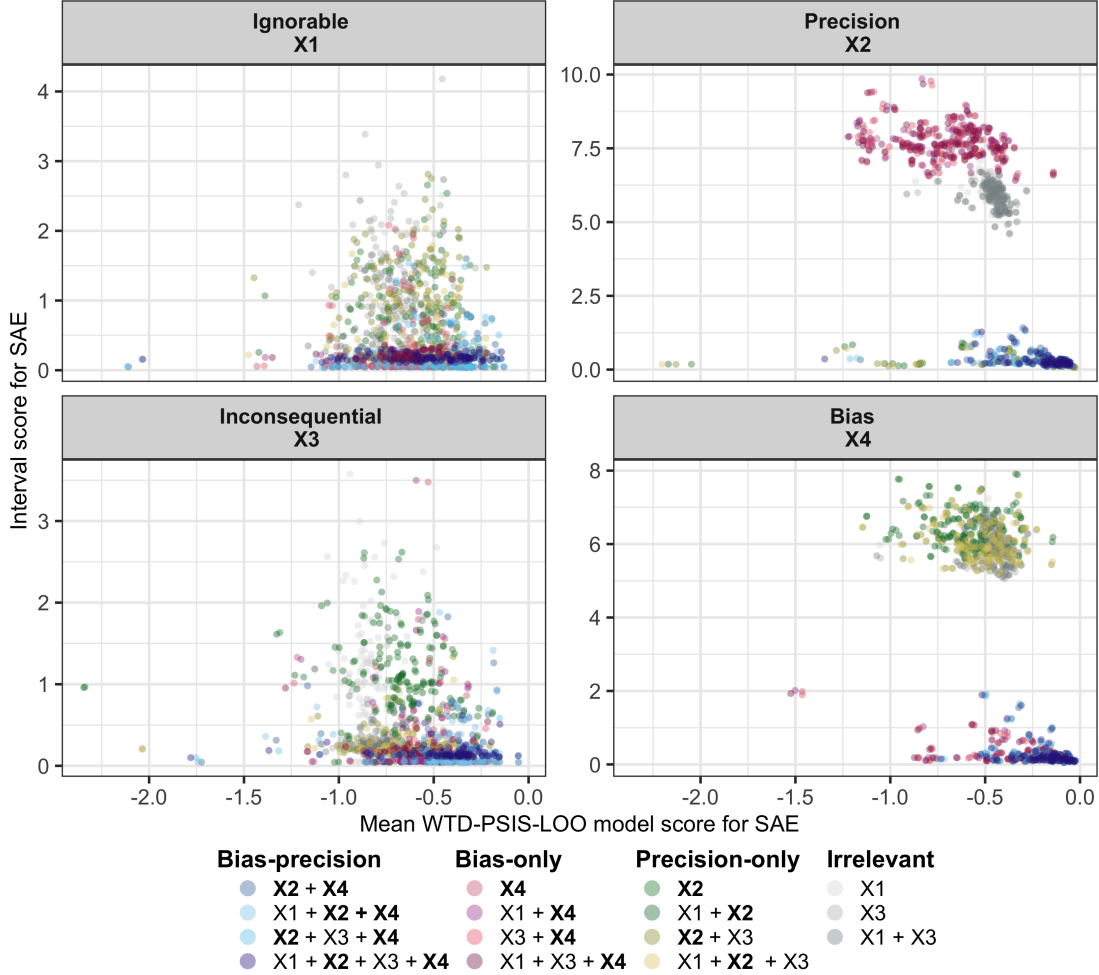 Ignorable
X1
Precision
X2
4
3
2
1
0
10.0
7.5
5.0
2.5
0.0
Interval score for SAE
Inconsequential
X3
Bias
X4
3
2
1
0
8
6
4
2
0
-2.0 -1.5 -1.0 -0.5 0.0
-2.0 -1.5 -1.0 -0.5 0.0
Mean WTD-PSIS-LOO model score for SAE
Bias-precision
X2 + X4
X1 + X2 + X4
X2 + X3 + X4
X1 + X2 + X3 + X4
Bias-only
X4
X1 + X4
X3 + X4
X1 + X3 + X4
Precision-only
X2
X1 + X2
X2 + X3
X1 + X2 + X3
Irrelevant
X1
X3
X1 + X3